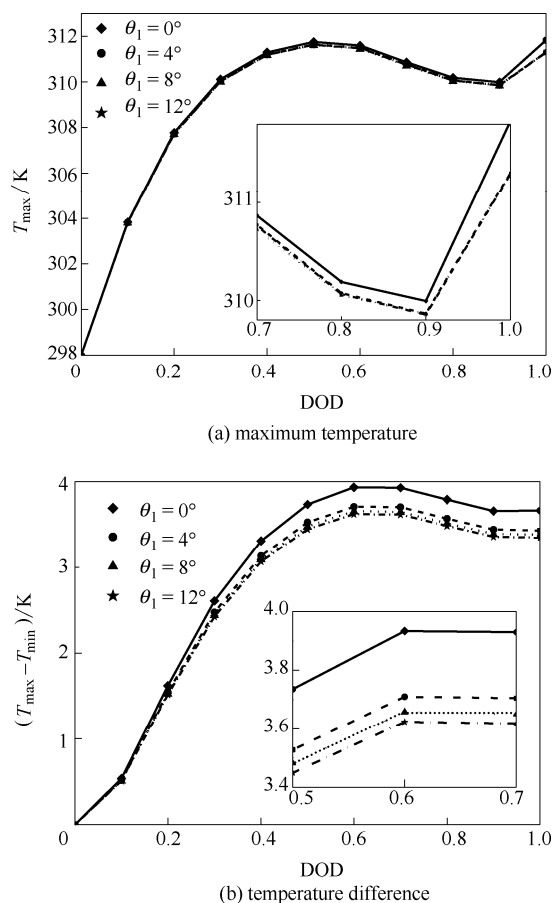 312
310
308
306
304
302
300
298
T_max / K
θ₁ = 0°
θ₁ = 4°
θ₁ = 8°
θ₁ = 12°
311
310
0.7 0.8 0.9 1.0
0 0.2 0.4 0.6 0.8 1.0
DOD
(a) maximum temperature
4
3
2
1
(T_max − T_min)/K
θ₁ = 0°
θ₁ = 4°
θ₁ = 8°
θ₁ = 12°
4.0
3.8
3.6
3.4
0.5 0.6 0.7
0 0.2 0.4 0.6 0.8 1.0
DOD
(b) temperature difference